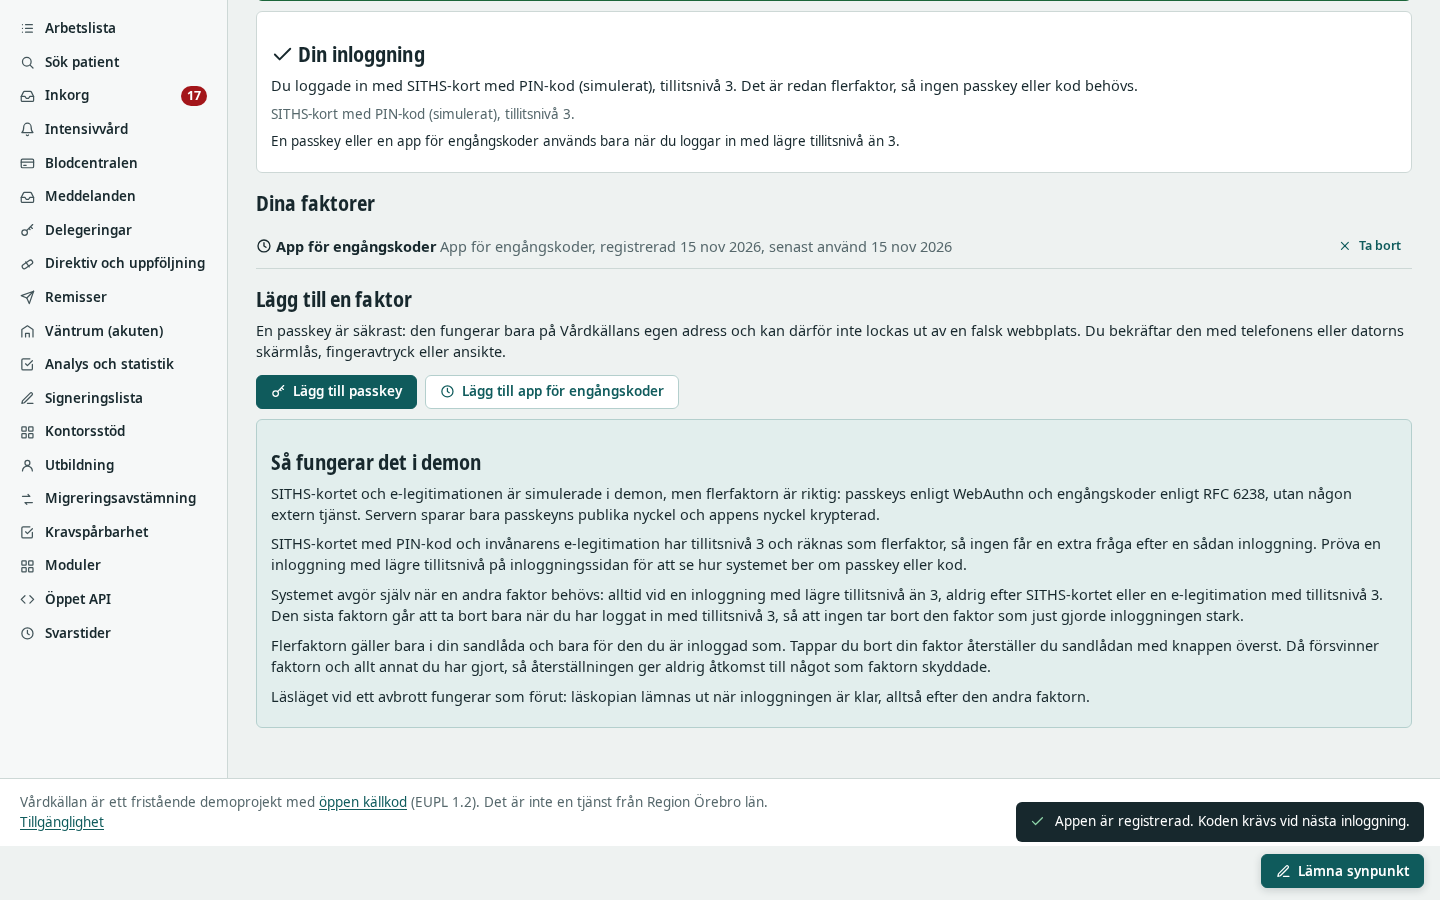 Arbetslista
Sök patient
Inkorg 17
Intensivvård
Blodcentralen
Meddelanden
Delegeringar
Direktiv och uppföljning
Remisser
Väntrum (akuten)
Analys och statistik
Signeringslista
Kontorsstöd
Utbildning
Migreringsavstämning
Kravspårbarhet
Moduler
Öppet API
Svarstider
Din inloggning
Du loggade in med SITHS-kort med PIN-kod (simulerat), tillitsnivå 3. Det är redan flerfaktor, så ingen passkey eller kod behövs.
SITHS-kort med PIN-kod (simulerat), tillitsnivå 3.
En passkey eller en app för engångskoder används bara när du loggar in med lägre tillitsnivå än 3.
Dina faktorer
App för engångskoder App för engångskoder, registrerad 15 nov 2026, senast använd 15 nov 2026 Ta bort
Lägg till en faktor
En passkey är säkrast: den fungerar bara på Vårdkällans egen adress och kan därför inte lockas ut av en falsk webbplats. Du bekräftar den med telefonens eller datorns
skärmlås, fingeravtryck eller ansikte.
Lägg till passkey Lägg till app för engångskoder
Så fungerar det i demon
SITHS-kortet och e-legitimationen är simulerade i demon, men flerfaktorn är riktig: passkeys enligt WebAuthn och engångskoder enligt RFC 6238, utan någon
extern tjänst. Servern sparar bara passkeyns publika nyckel och appens nyckel krypterad.
SITHS-kortet med PIN-kod och invånarens e-legitimation har tillitsnivå 3 och räknas som flerfaktor, så ingen får en extra fråga efter en sådan inloggning. Pröva en
inloggning med lägre tillitsnivå på inloggningssidan för att se hur systemet ber om passkey eller kod.
Systemet avgör själv när en andra faktor behövs: alltid vid en inloggning med lägre tillitsnivå än 3, aldrig efter SITHS-kortet eller en e-legitimation med tillitsnivå 3.
Den sista faktorn går att ta bort bara när du har loggat in med tillitsnivå 3, så att ingen tar bort den faktor som just gjorde inloggningen stark.
Flerfaktorn gäller bara i din sandlåda och bara för den du är inloggad som. Tappar du bort din faktor återställer du sandlådan med knappen överst. Då försvinner
faktorn och allt annat du har gjort, så återställningen ger aldrig åtkomst till något som faktorn skyddade.
Läsläget vid ett avbrott fungerar som förut: läskopian lämnas ut när inloggningen är klar, alltså efter den andra faktorn.
Vårdkällan är ett fristående demoprojekt med öppen källkod (EUPL 1.2). Det är inte en tjänst från Region Örebro län.
Tillgänglighet
Appen är registrerad. Koden krävs vid nästa inloggning.
Lämna synpunkt